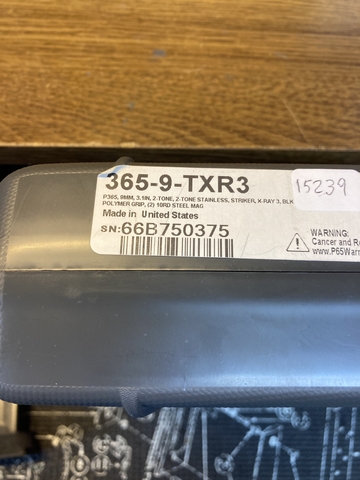 365-9-TXR3
15239
P365, 9MM, 3.1IN, 2-TONE, 2-TONE STAINLESS, STRIKER, X-RAY 3, BLK
POLYMER GRIP, (2) 10RD STEEL MAG
Made in United States
SN:66B750375
WARNING:
Cancer and Re
www.P65Warn